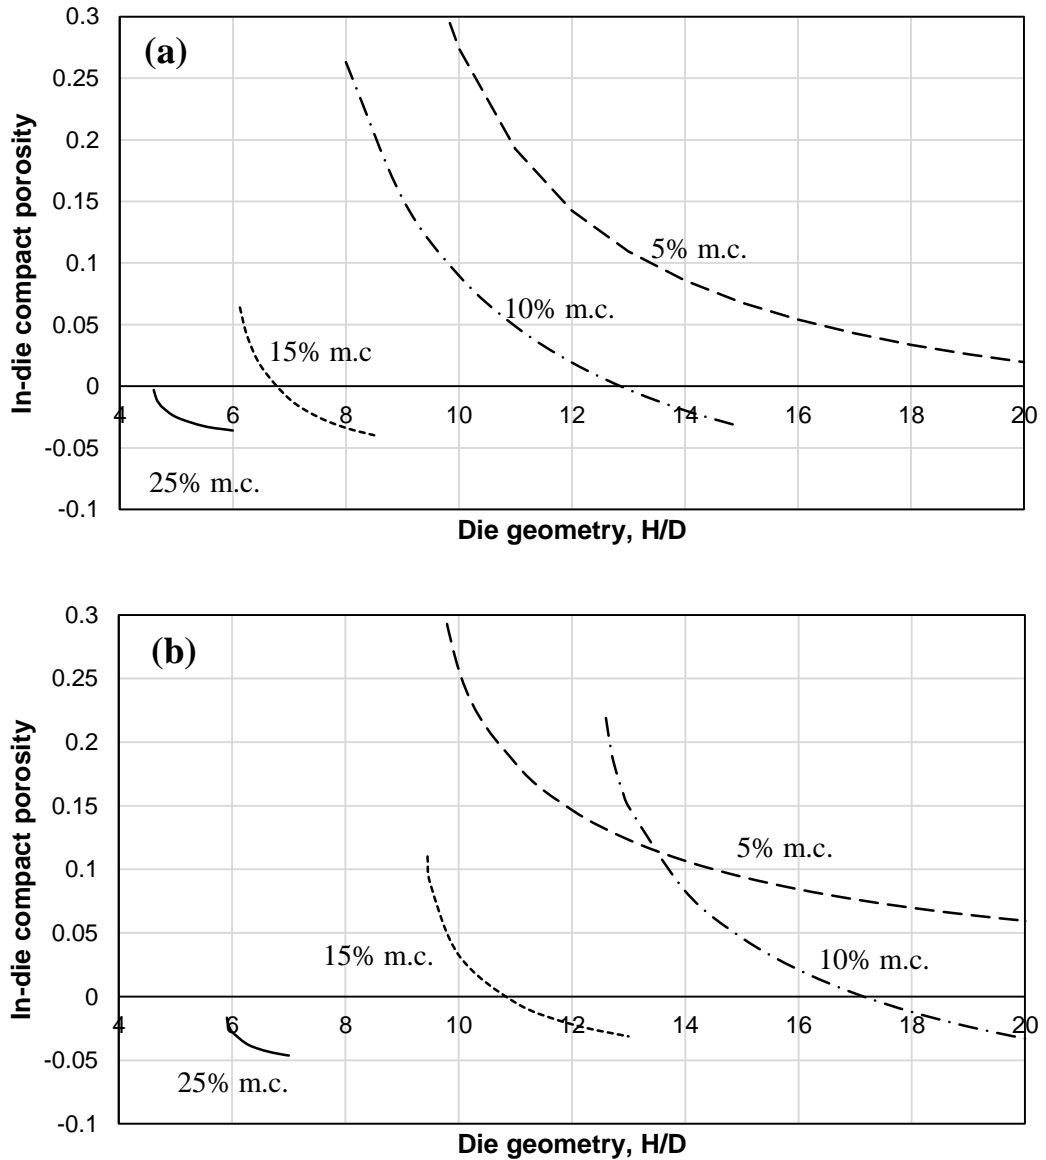 0.3
(a)
0.25
0.2
0.15
5% m.c.
0.1
10% m.c.
0.05
15% m.c
0
4 6 8 10 12 14 16 18 20
-0.05
25% m.c.
-0.1
In-die compact porosity
Die geometry, H/D
0.3
(b)
0.25
0.2
0.15
5% m.c.
0.1
15% m.c.
10% m.c.
0.05
0
4 6 8 10 12 14 16 18 20
-0.05
25% m.c.
-0.1
In-die compact porosity
Die geometry, H/D